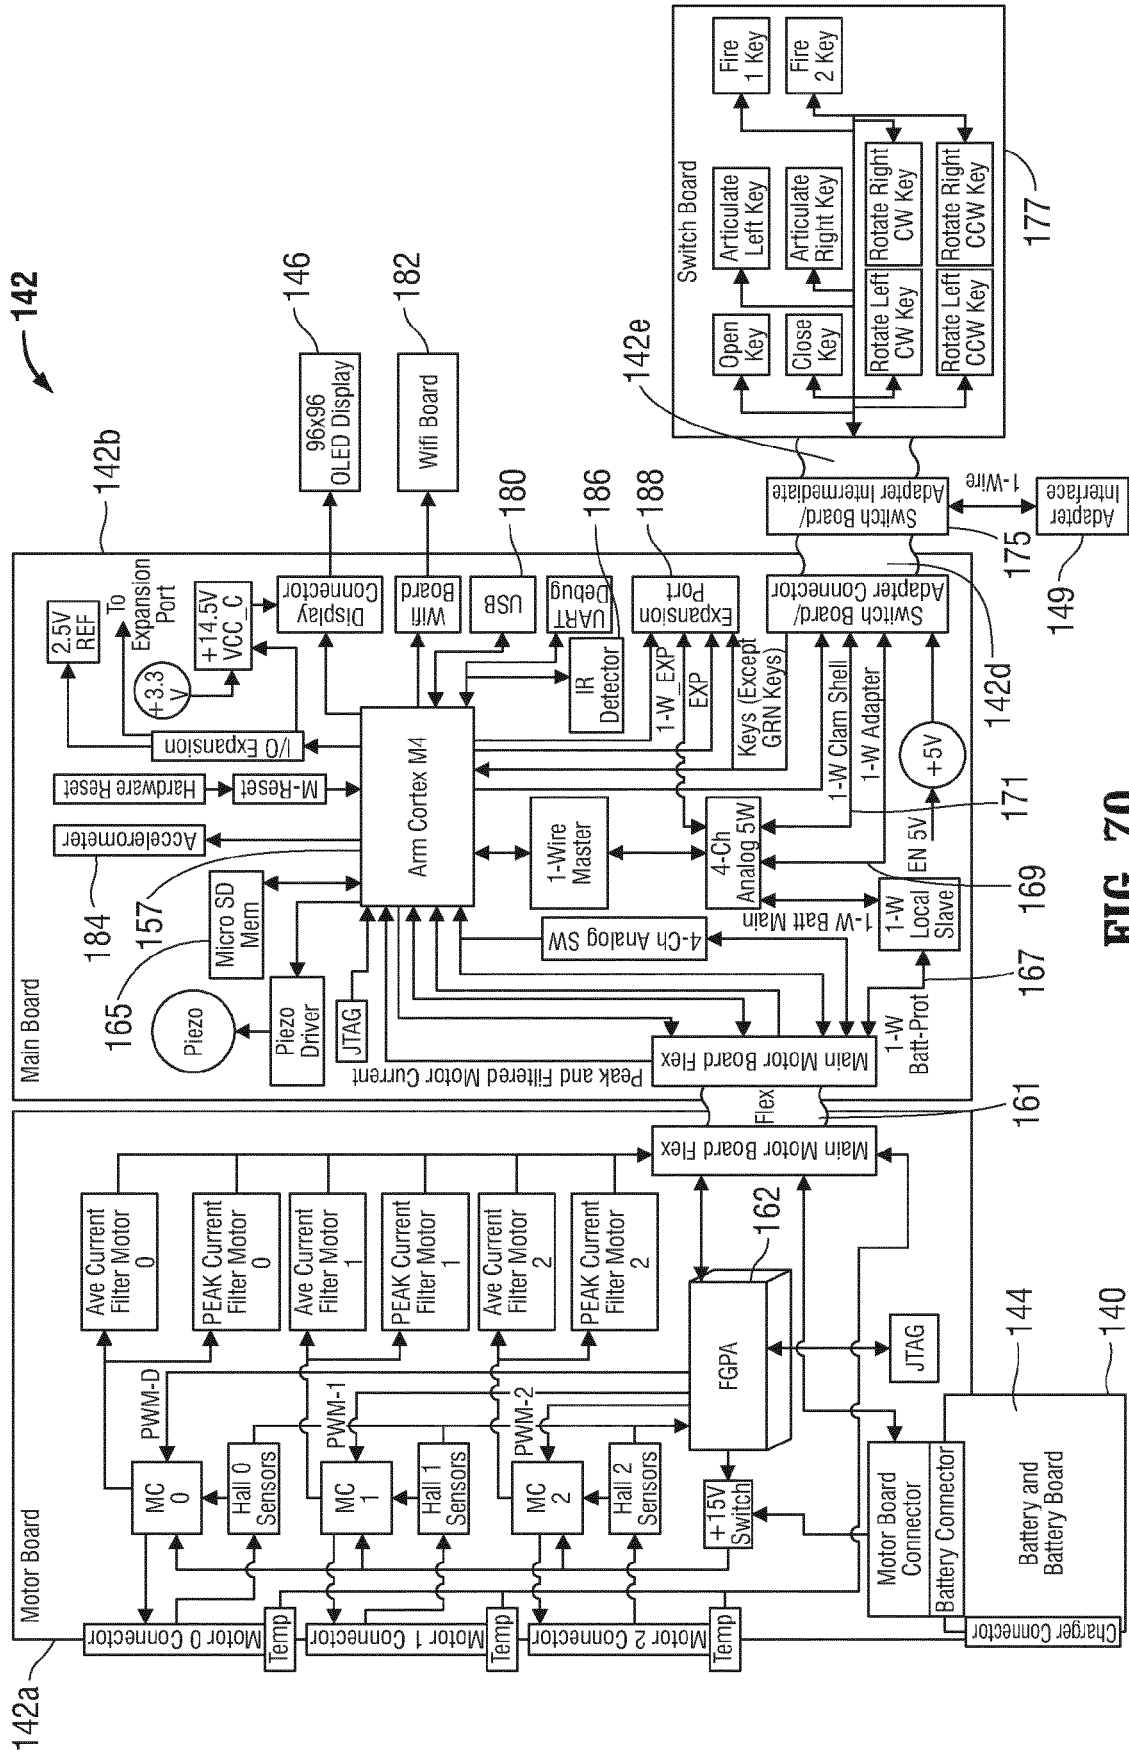 142
142a
Motor Board
Motor 0 Connector
Temp
Motor 1 Connector
Temp
Motor 2 Connector
Temp
MC
0
Hall 0
Sensors
PWM-D
MC
1
Hall 1
Sensors
PWM-1
MC
2
Hall 2
Sensors
PWM-2
+15V
Switch
Ave Current
Filter Motor
0
PEAK Current
Filter Motor
0
Ave Current
Filter Motor
1
PEAK Current
Filter Motor
1
Ave Current
Filter Motor
2
PEAK Current
Filter Motor
2
FGPA
162
JTAG
Main Motor Board Flex
Flex
161
Motor Board
Connector
Battery Connector
Battery and
Battery Board
Charger Connector
144
140
Main Board
142b
Main Motor Board Flex
Peak and Filtered Motor Current
Piezo
Piezo
Driver
JTAG
Micro SD
Mem
165
157
184
Accelerometer
Hardware Reset
M-Reset
I/O Expansion
2.5V
REF
To
Expansion
Port
+3.3
V
+14.5V
VCC_C
Arm Cortex M4
Display
Connector
Wifi
Board
USB
UART
Debug
IR
Detector
Expansion
Port
1-W_EXP
EXP
Keys (Except
GRN Keys)
1-Wire
Master
4-Ch
Analog 5W
4-Ch Analog SW
1-W Batt Main
1-W
Local
Slave
1-W
Batt-Prot
167
169
171
EN 5V
+5V
1-W Clam Shell
1-W Adapter
Switch Board/
Adapter Connector
142d
96x96
OLED Display
146
Wifi Board
182
180
186
188
Switch Board/
Adapter Intermediate
175
1-Wire
Adapter
Interface
149
142e
Switch Board
Open
Key
Close
Key
Articulate
Left Key
Articulate
Right Key
Fire
1 Key
Fire
2 Key
Rotate Left
CW Key
Rotate Right
CW Key
Rotate Left
CCW Key
Rotate Right
CCW Key
177
FIG. 70